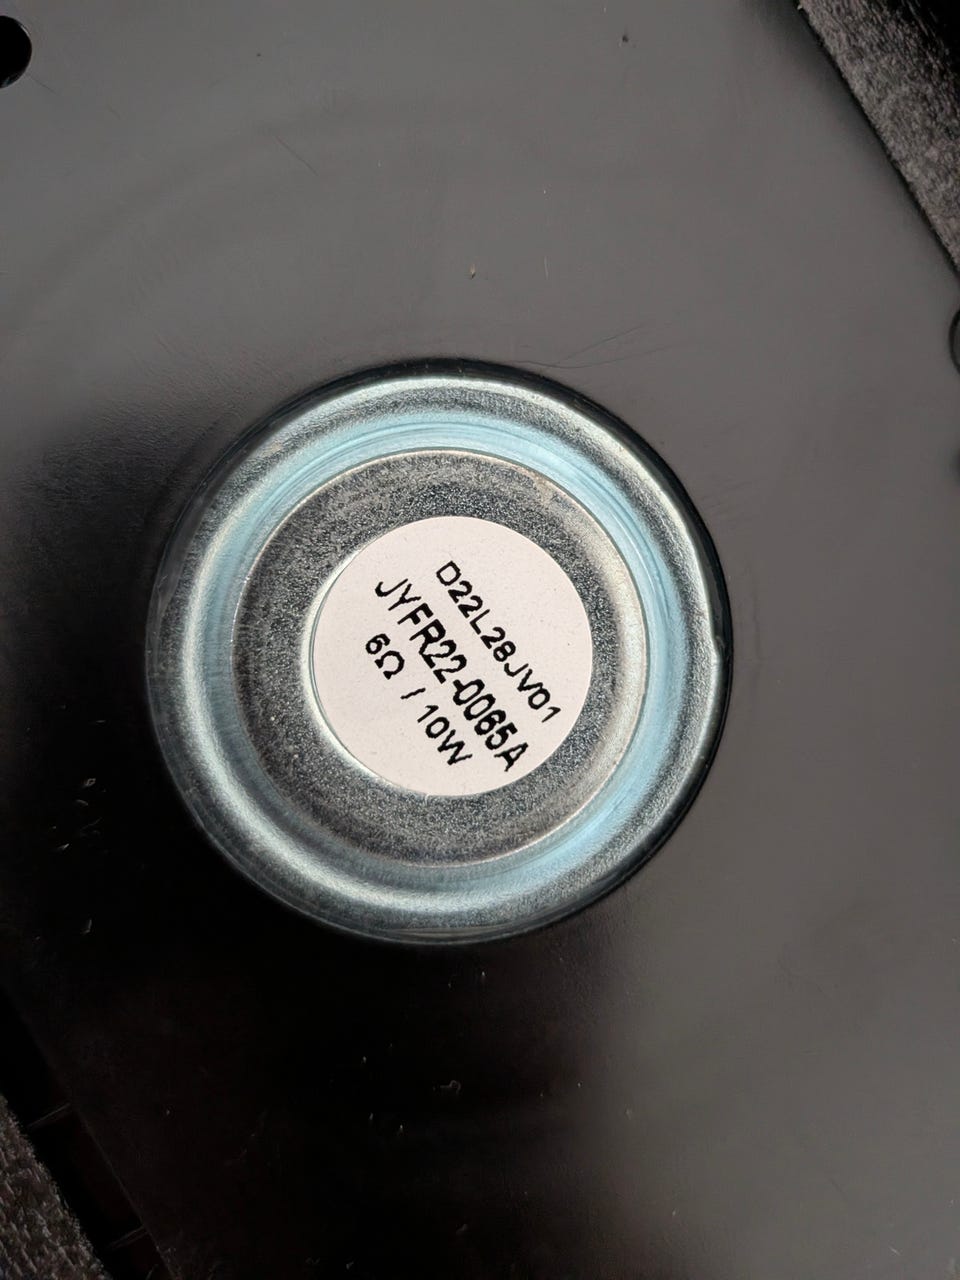 D22L28JV01
JYFR22-0065A
6Ω / 10W